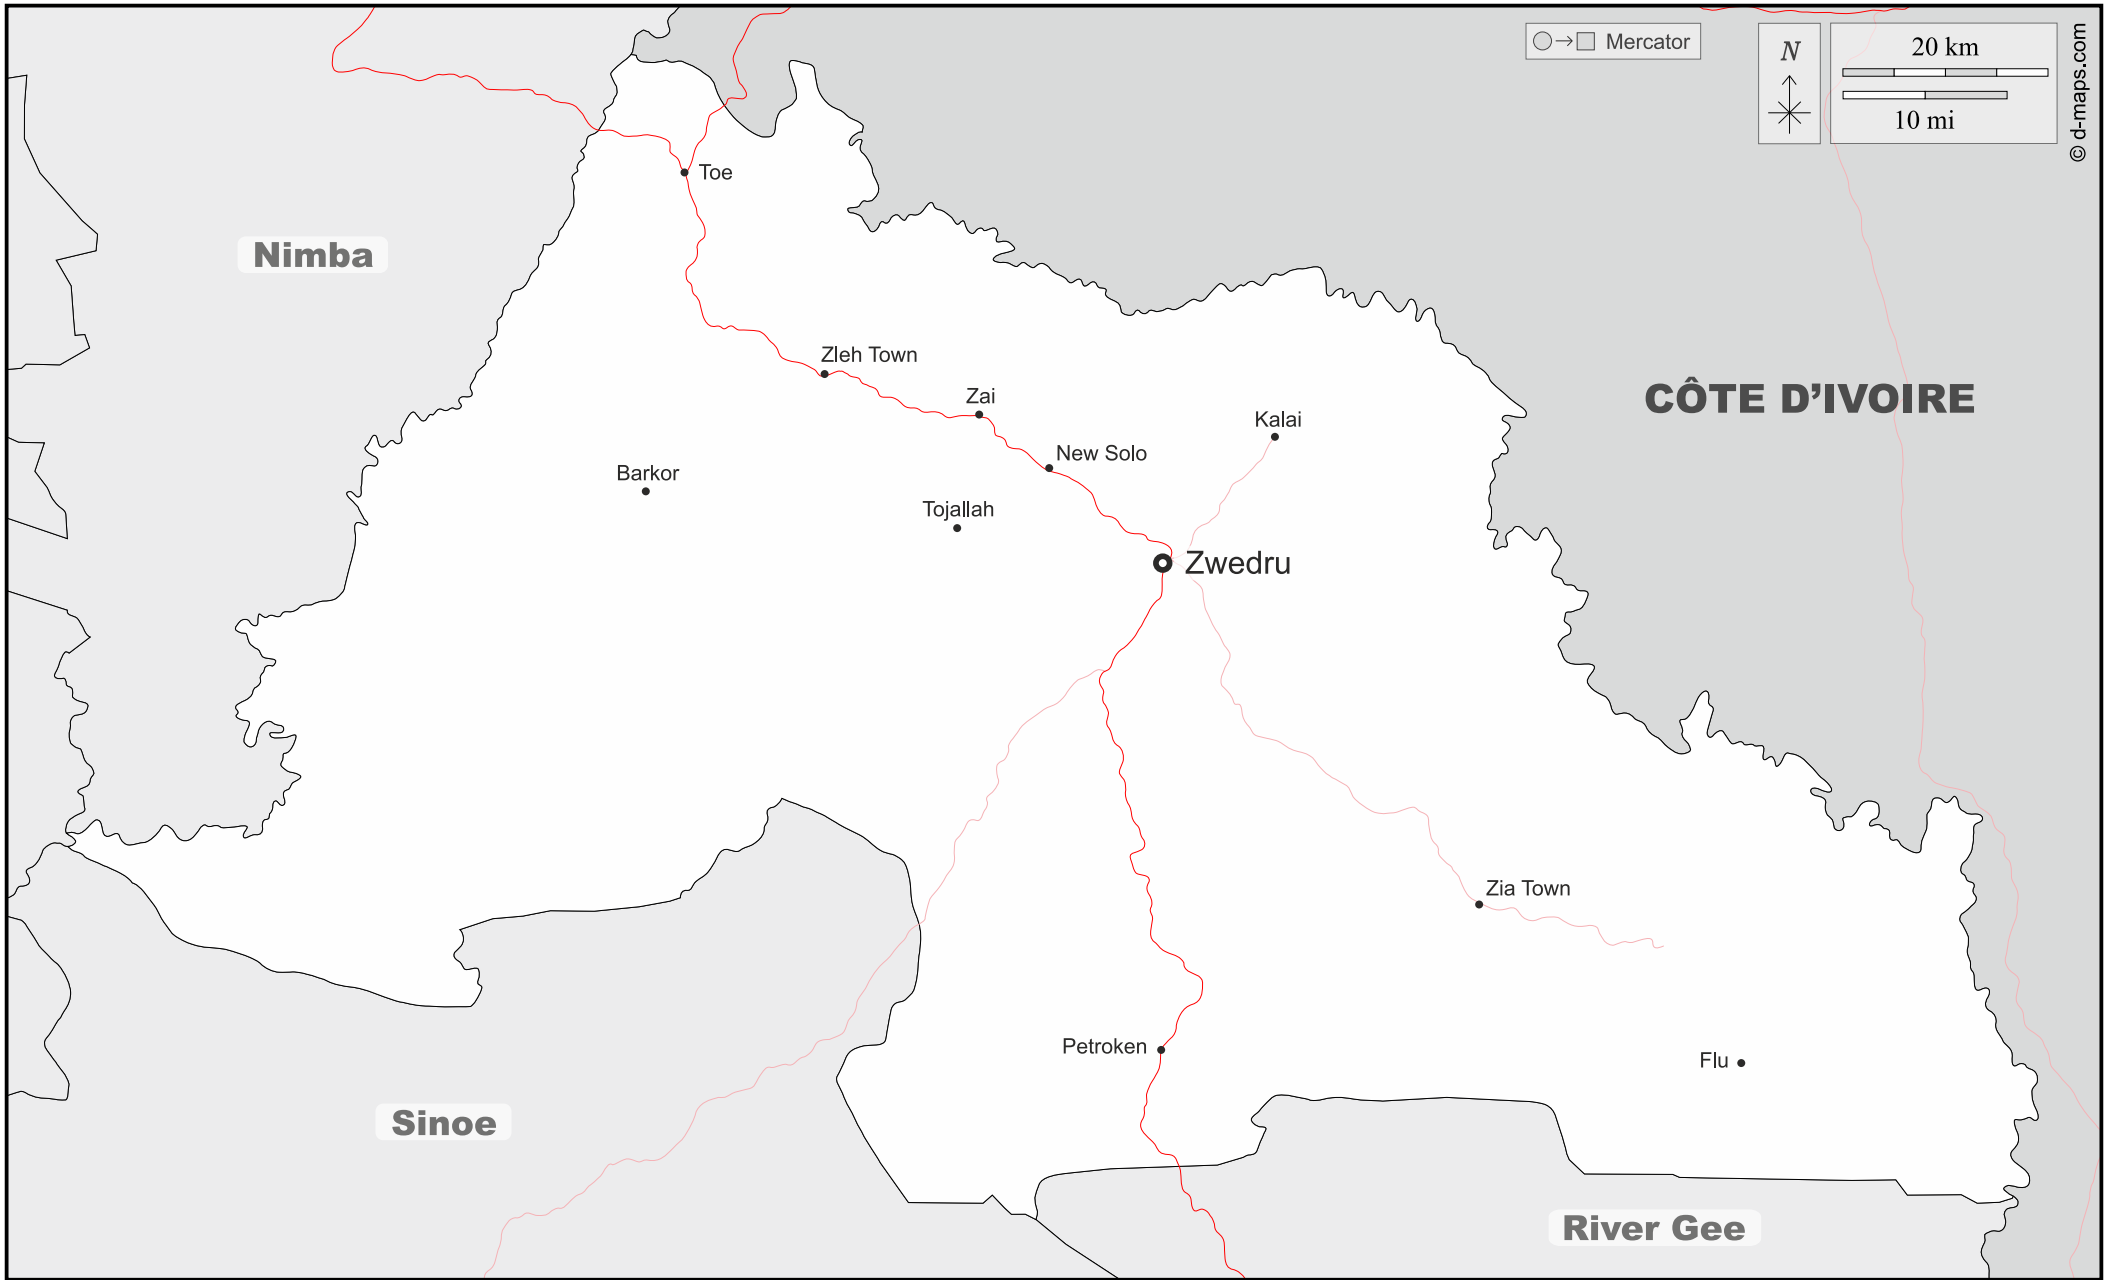 Mercator
N
20 km
10 mi
© d-maps.com
Toe
Nimba
Zleh Town
Zai
CÔTE D'IVOIRE
Kalai
New Solo
Barkor
Tojallah
Zwedru
Zia Town
Petroken
Flu
Sinoe
River Gee